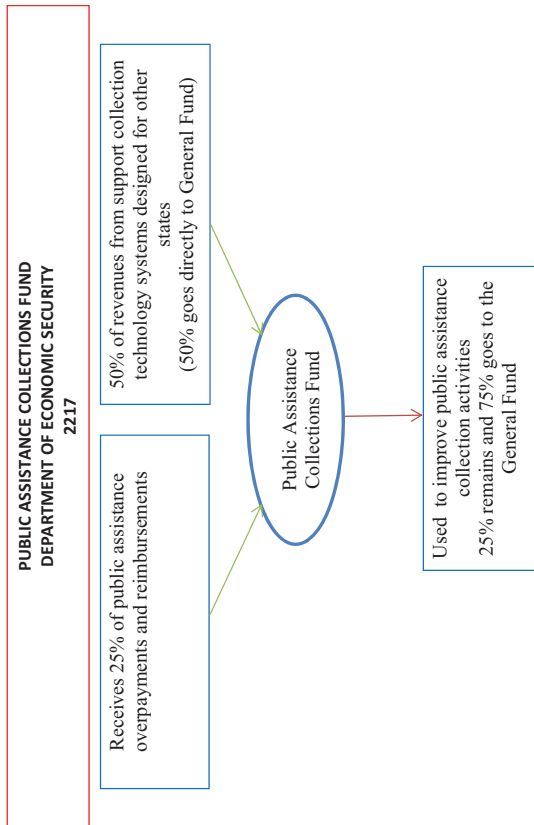 PUBLIC ASSISTANCE COLLECTIONS FUND
DEPARTMENT OF ECONOMIC SECURITY
2217
Receives 25% of public assistance
overpayments and reimbursements
50% of revenues from support collection
technology systems designed for other
states
(50% goes directly to General Fund)
Public Assistance
Collections Fund
Used to improve public assistance
collection activities
25% remains and 75% goes to the
General Fund